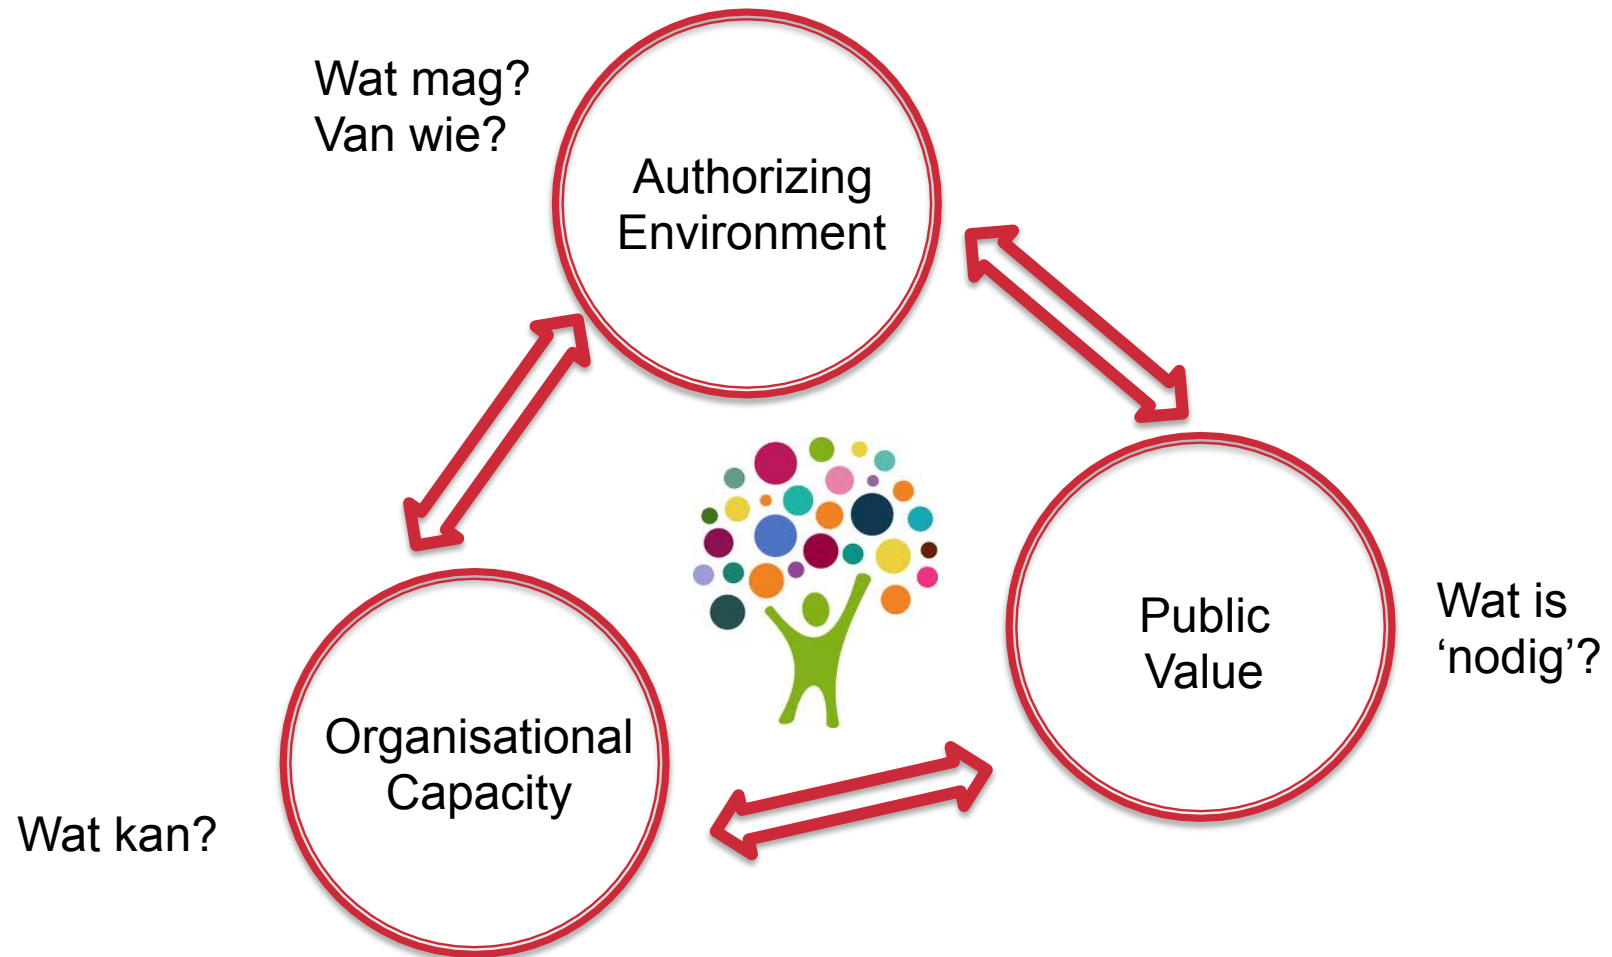 Wat mag?
Van wie?
Authorizing
Environment
Public
Value
Wat is
‘nodig’?
Organisational
Capacity
Wat kan?